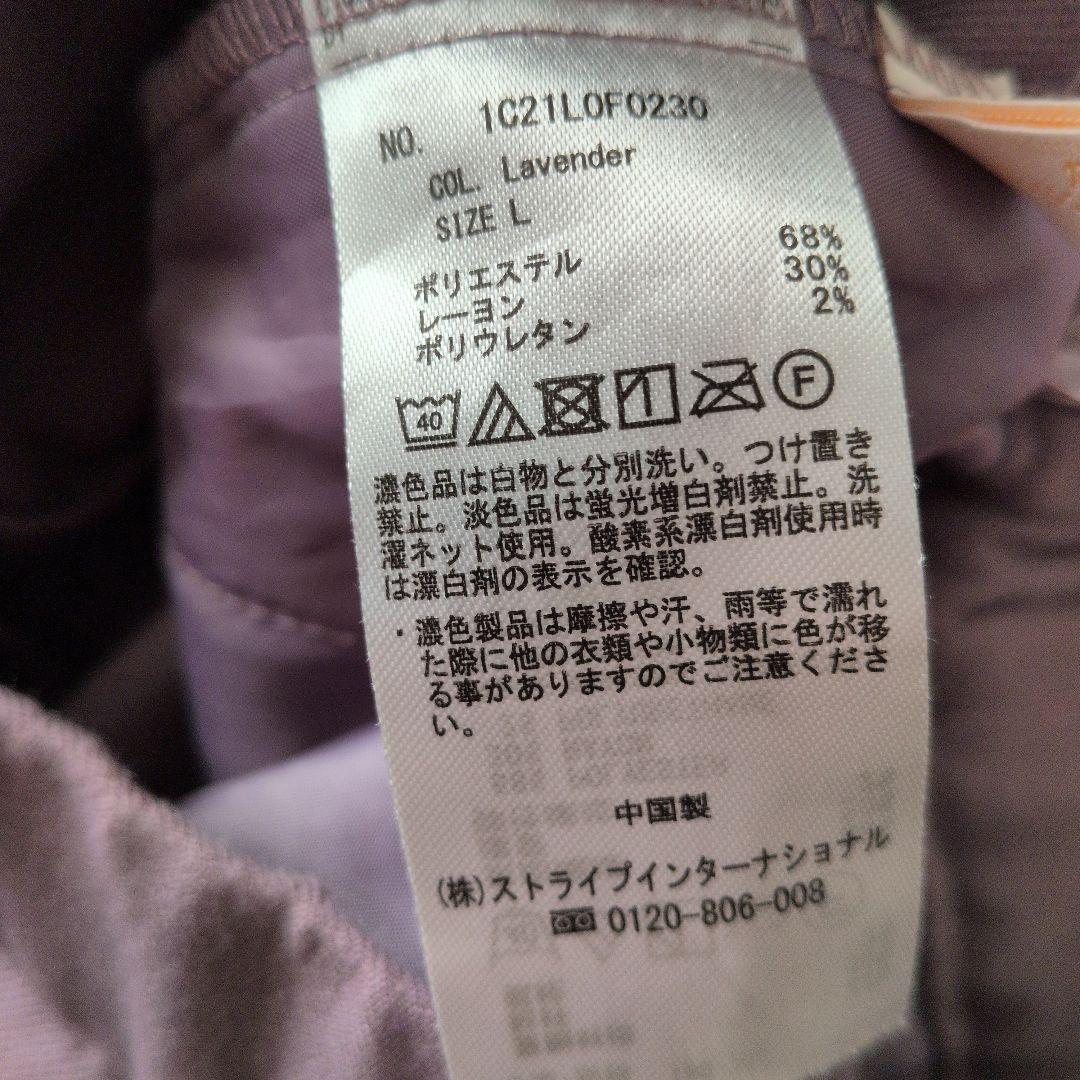 NO. 1C21L0F0230
COL. Lavender
SIZE L
ポリエステル 68%
レーヨン 30%
ポリウレタン 2%
40 F
濃色品は白物と分別洗い。つけ置き
禁止。淡色品は蛍光増白剤禁止。洗
濯ネット使用。酸素系漂白剤使用時
は漂白剤の表示を確認。
・濃色製品は摩擦や汗、雨等で濡れ
た際に他の衣類や小物類に色が移
る事がありますのでご注意くださ
い。
中国製
(株)ストライプインターナショナル
0120-806-008